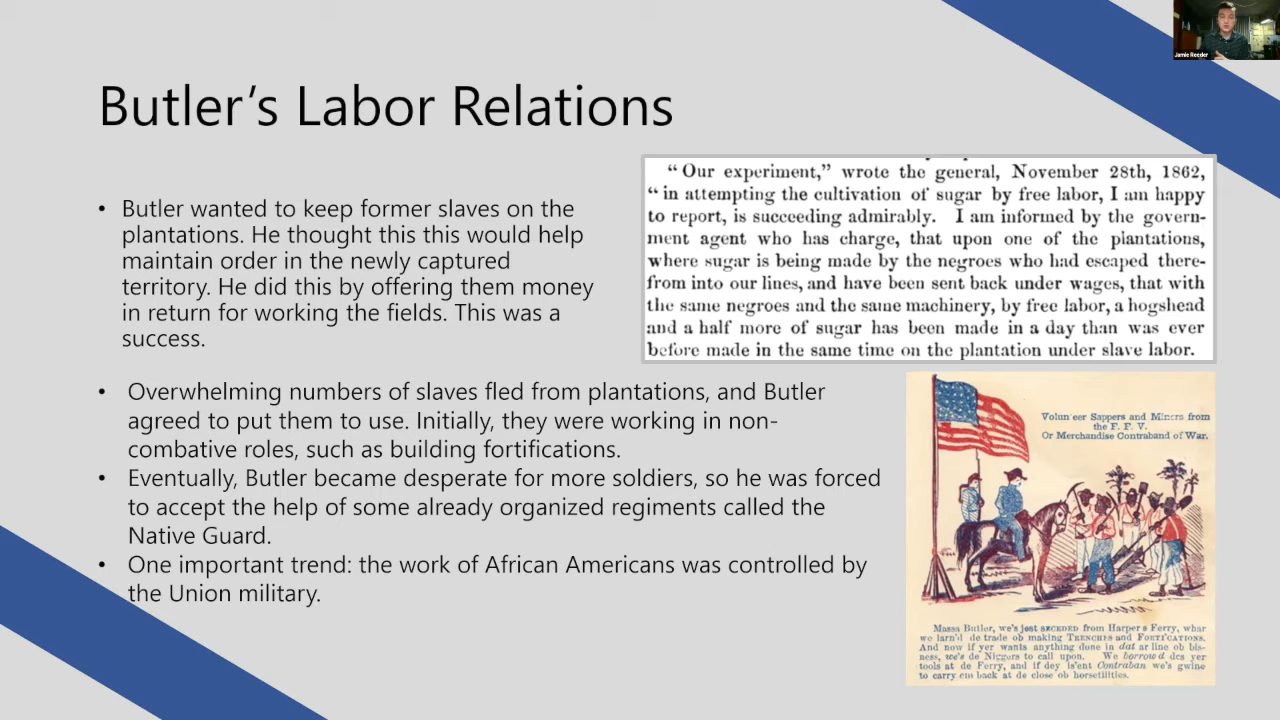 Jamie Reeder
Butler's Labor Relations
• Butler wanted to keep former slaves on the
plantations. He thought this this would help
maintain order in the newly captured
territory. He did this by offering them money
in return for working the fields. This was a
success.
"Our experiment," wrote the general, November 28th, 1862,
"in attempting the cultivation of sugar by free labor, I am happy
to report, is succeeding admirably. I am informed by the govern-
ment agent who has charge, that upon one of the plantations,
where sugar is being made by the negroes who had escaped there-
from into our lines, and have been sent back under wages, that with
the same negroes and the same machinery, by free labor, a hogshead
and a half more of sugar has been made in a day than was ever
before made in the same time on the plantation under slave labor.
• Overwhelming numbers of slaves fled from plantations, and Butler
agreed to put them to use. Initially, they were working in non-
combative roles, such as building fortifications.
• Eventually, Butler became desperate for more soldiers, so he was forced
to accept the help of some already organized regiments called the
Native Guard.
• One important trend: the work of African Americans was controlled by
the Union military.
Volunteer Sappers and Miners from
the F. F. V.
Or Merchandise Contraband of War.
Massa Butler, we's jest SECEDED from Harper's Ferry, whar
we larn'd de trade ob making TRENCHES and FORTIFCATIONS.
And now if yer wants anything done in dat ar line ob bis-
ness, we's de Niggers to call upon. We borrow'd des yer
tools at de Ferry, and if dey is'ent Contraban we's gwine
to carry em back at de close ob horsetilities.